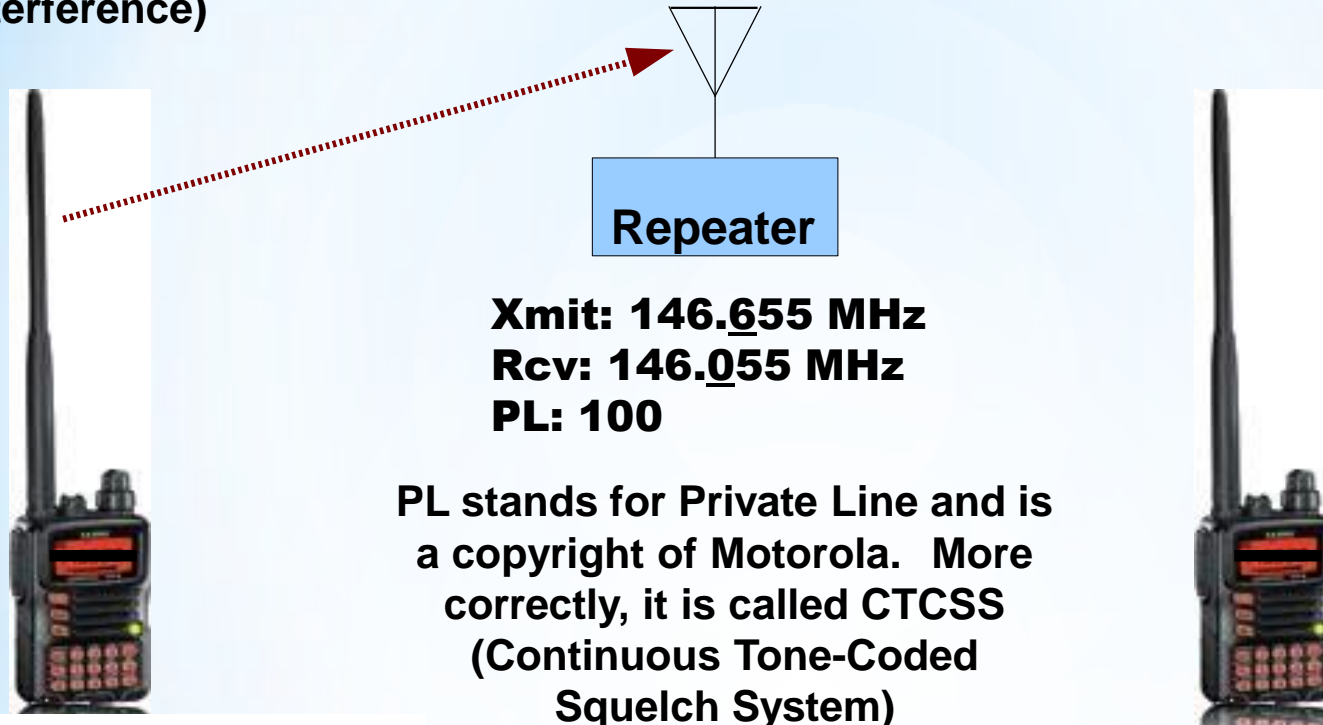 terference)
Repeater
Xmit: 146.655 MHz
Rcv: 146.055 MHz
PL: 100
PL stands for Private Line and is
a copyright of Motorola. More
correctly, it is called CTCSS
(Continuous Tone-Coded
Squelch System)